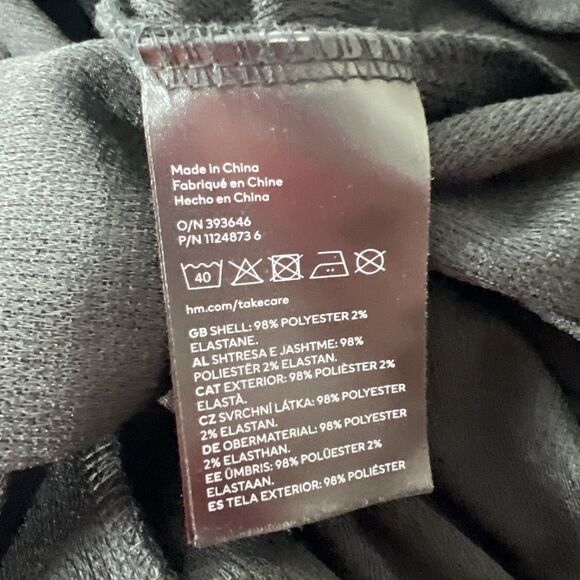 Made in China
Fabriqué en Chine
Hecho en China
O/N 393646
P/N 1124873 6
40
hm.com/takecare
GB SHELL: 98% POLYESTER 2%
ELASTANE.
AL SHTRESA E JASHTME: 98%
POLIESTËR 2% ELASTAN.
CAT EXTERIOR: 98% POLIÈSTER 2%
ELASTÀ.
CZ SVRCHNÍ LÁTKA: 98% POLYESTER
2% ELASTAN.
DE OBERMATERIAL: 98% POLYESTER
2% ELASTHAN.
EE ÜMBRIS: 98% POLÜESTER 2%
ELASTAAN.
ES TELA EXTERIOR: 98% POLIÉSTER